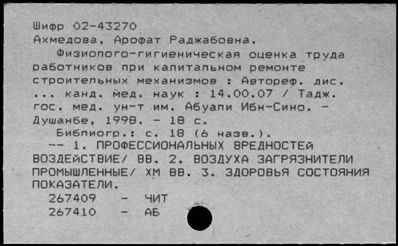 Шифр 02-43270
Ахмедова, Арофат Раджабовна.
Физиолого-гигиеническая оценка труда
работников при капитальном ремонте
строительных механизмов : Автореф. дис.
... канд. мед. наук : 14.00.07 / Тадж.
гос. мед. ун-т им. Абуали Ибн-Сино. -
Душанбе, 1998. - 18 с.
Библиогр.: с. 18 (6 назв.).
-- 1. ПРОФЕССИОНАЛЬНЫХ ВРЕДНОСТЕЙ
ВОЗДЕЙСТВИЕ/ ВВ. 2. ВОЗДУХА ЗАГРЯЗНИТЕЛИ
ПРОМЫШЛЕННЫЕ/ ХМ ВВ. 3. ЗДОРОВЬЯ СОСТОЯНИЯ
ПОКАЗАТЕЛИ.
267409 - ЧИТ
267410 - АБ